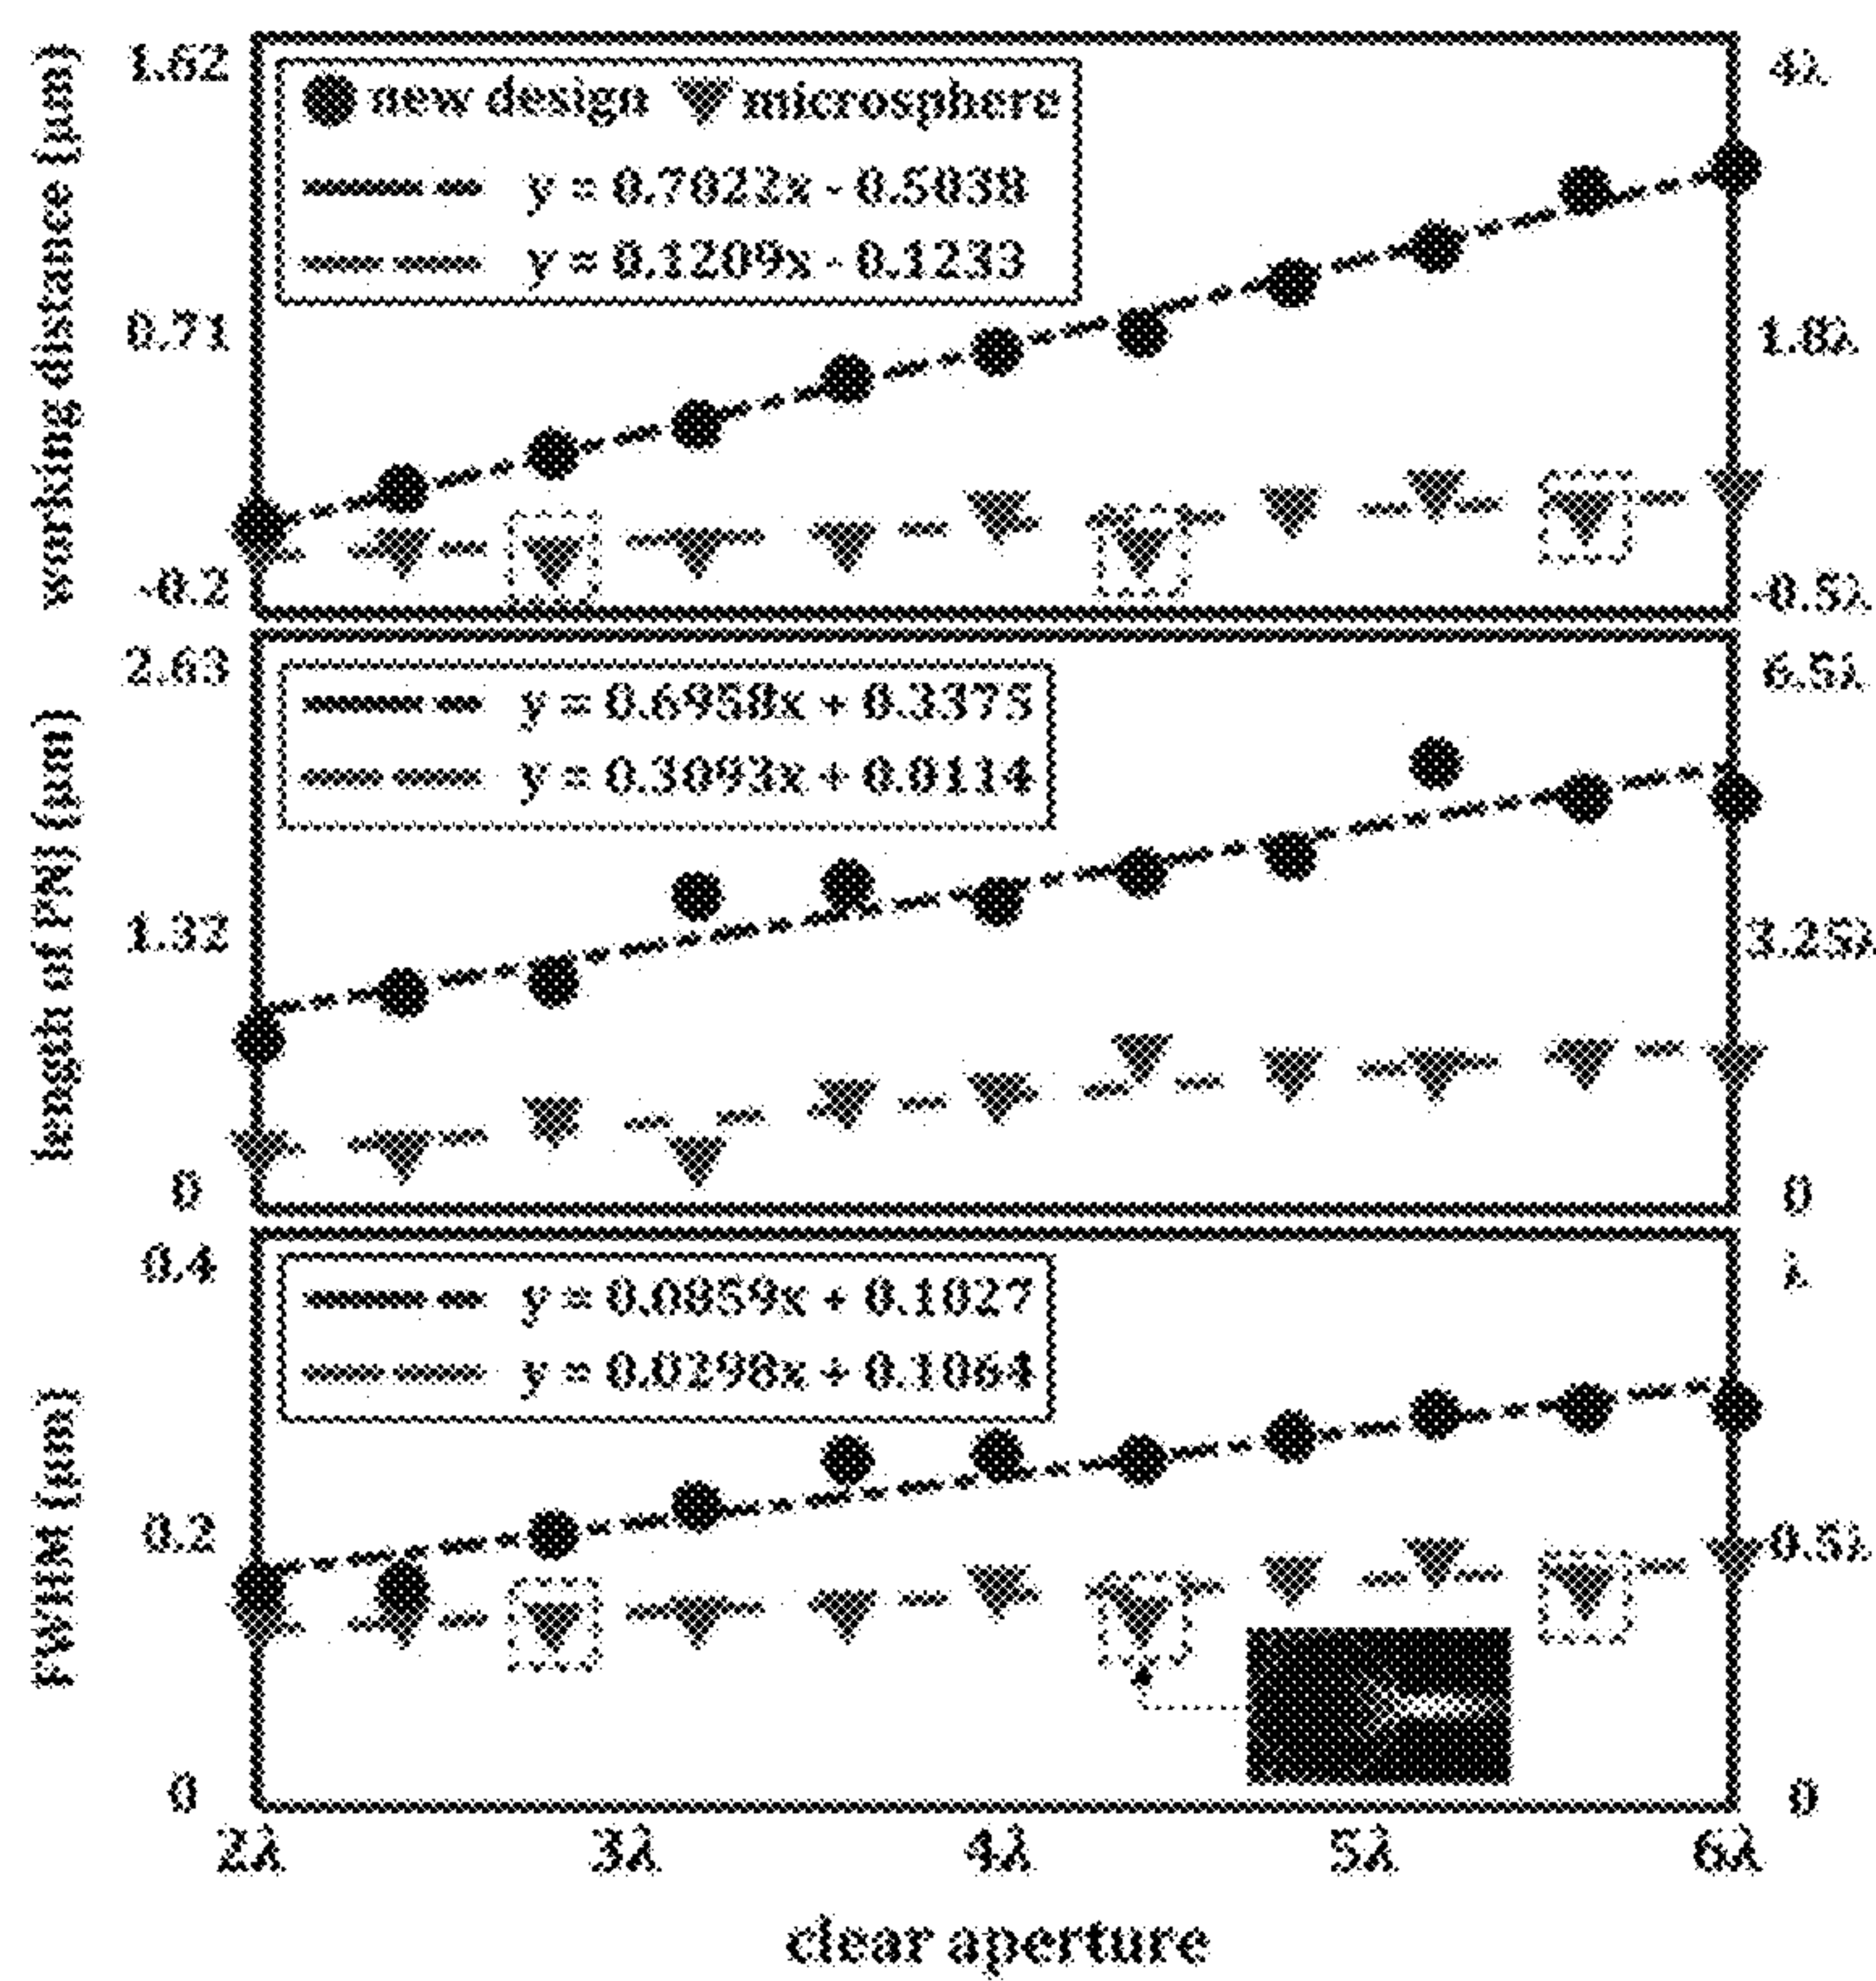 working distance [μm]
1.62
0.71
-0.2
4λ
1.8λ
-0.5λ
new design microsphere
y = 0.7022x - 0.5038
y = 0.1209x - 0.1233
length of PNJ [μm]
2.63
1.32
0
6.5λ
3.25λ
0
y = 0.6958x + 0.3375
y = 0.3093x + 0.0114
FWHM [μm]
0.4
0.2
0
λ
0.5λ
0
y = 0.0859x + 0.1027
y = 0.0298x + 0.1064
2λ 3λ 4λ 5λ 6λ
clear aperture